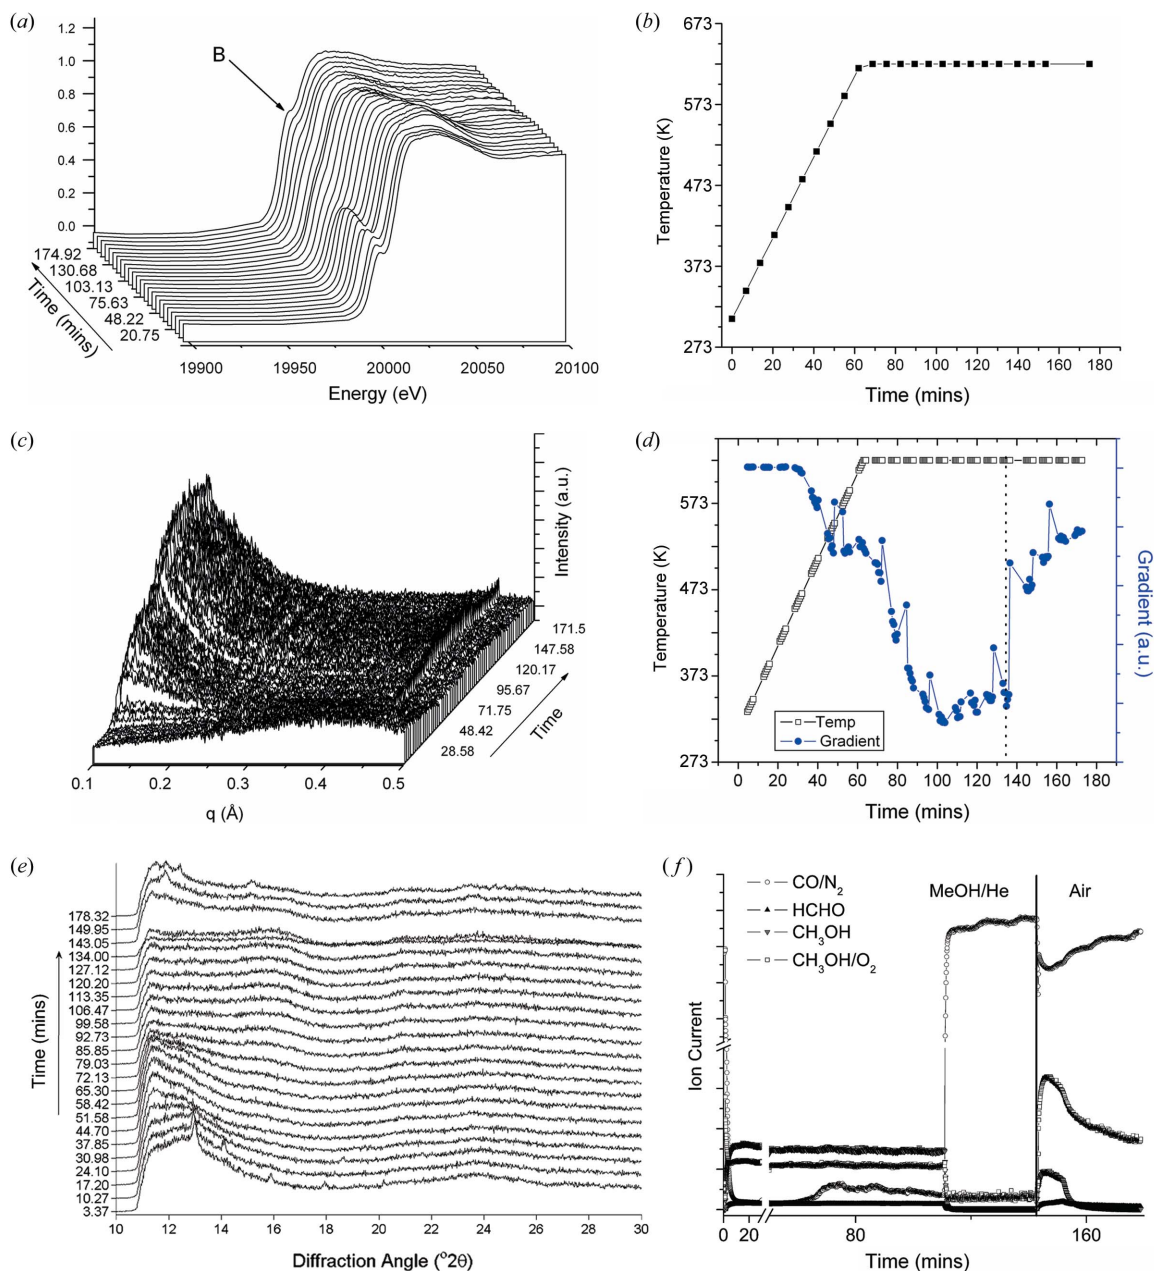 (a)
1.2
1.0
0.8
0.6
0.4
0.2
0.0
B
174.92
130.68
103.13
75.63
48.22
20.75
Time (mins)
19900 19950 20000 20050 20100
Energy (eV)
(b)
673
573
473
373
273
Temperature (K)
0 20 40 60 80 100 120 140 160 180
Time (mins)
(c)
Intensity (a.u.)
171.5
147.58
120.17
95.67
71.75
48.42
28.58
Time
0.1 0.2 0.3 0.4 0.5
q (Å)
(d)
573
473
373
273
Temperature (K)
Gradient (a.u.)
Temp
Gradient
0 20 40 60 80 100 120 140 160 180
Time (mins)
(e)
178.32
149.95
143.05
134.00
127.12
120.20
113.35
106.47
99.58
92.73
85.85
79.03
72.13
65.30
58.42
51.58
44.70
37.85
30.98
24.10
17.20
10.27
3.37
Time (mins)
10 12 14 16 18 20 22 24 26 28 30
Diffraction Angle (°2θ)
(f)
CO/N₂
HCHO
CH₃OH
CH₃OH/O₂
MeOH/He
Air
Ion Current
0 20 80 160
Time (mins)